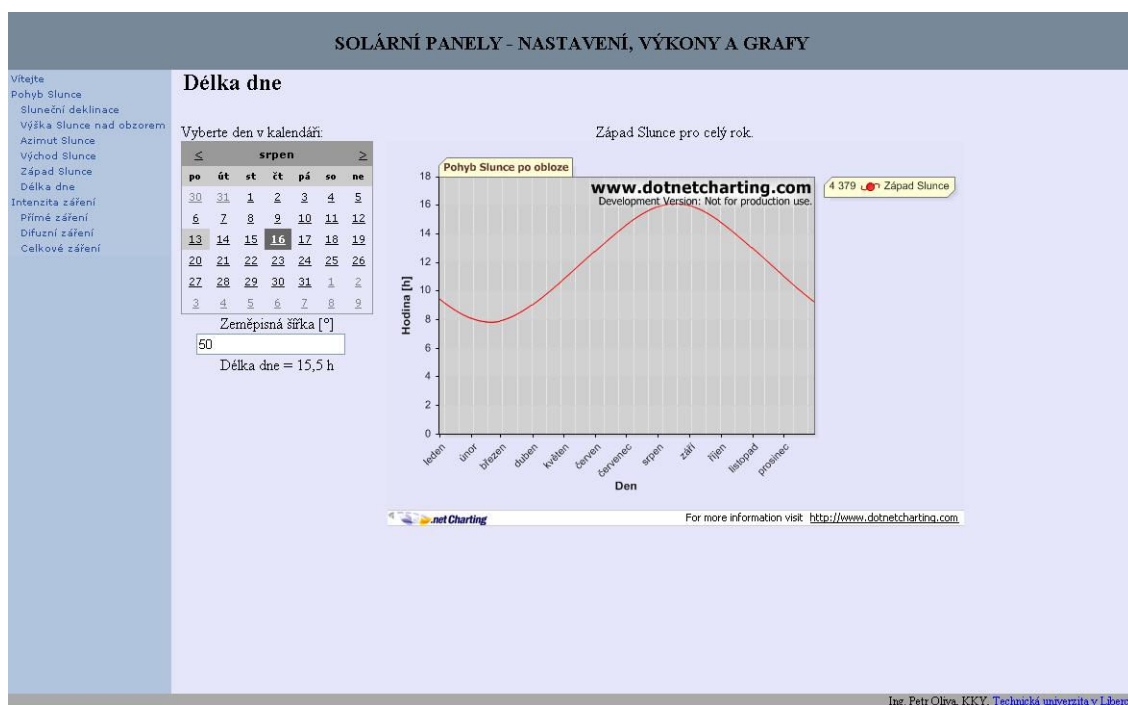 SOLÁRNÍ PANELY - NASTAVENÍ, VÝKONY A GRAFY
Vítejte
Pohyb Slunce
Sluneční deklinace
Výška Slunce nad obzorem
Azimut Slunce
Východ Slunce
Západ Slunce
Délka dne
Intenzita záření
Přímé záření
Difuzní záření
Celkové záření
Délka dne
Vyberte den v kalendáři:
< srpen >
po út st čt pá so ne
30 31 1 2 3 4 5
6 7 8 9 10 11 12
13 14 15 16 17 18 19
20 21 22 23 24 25 26
27 28 29 30 31 1 2
3 4 5 6 7 8 9
Zeměpisná šířka [°]
50
Délka dne = 15,5 h
Západ Slunce pro celý rok.
Pohyb Slunce po obloze
www.dotnetcharting.com
Development Version: Not for production use.
4 379 Západ Slunce
18
16
14
12
10
8
6
4
2
0
Hodina [h]
leden únor březen duben květen červen červenec srpen září říjen listopad prosinec
Den
.net Charting
For more information visit http://www.dotnetcharting.com
Ing. Petr Oliva, KKY, Technická univerzita v Liberc